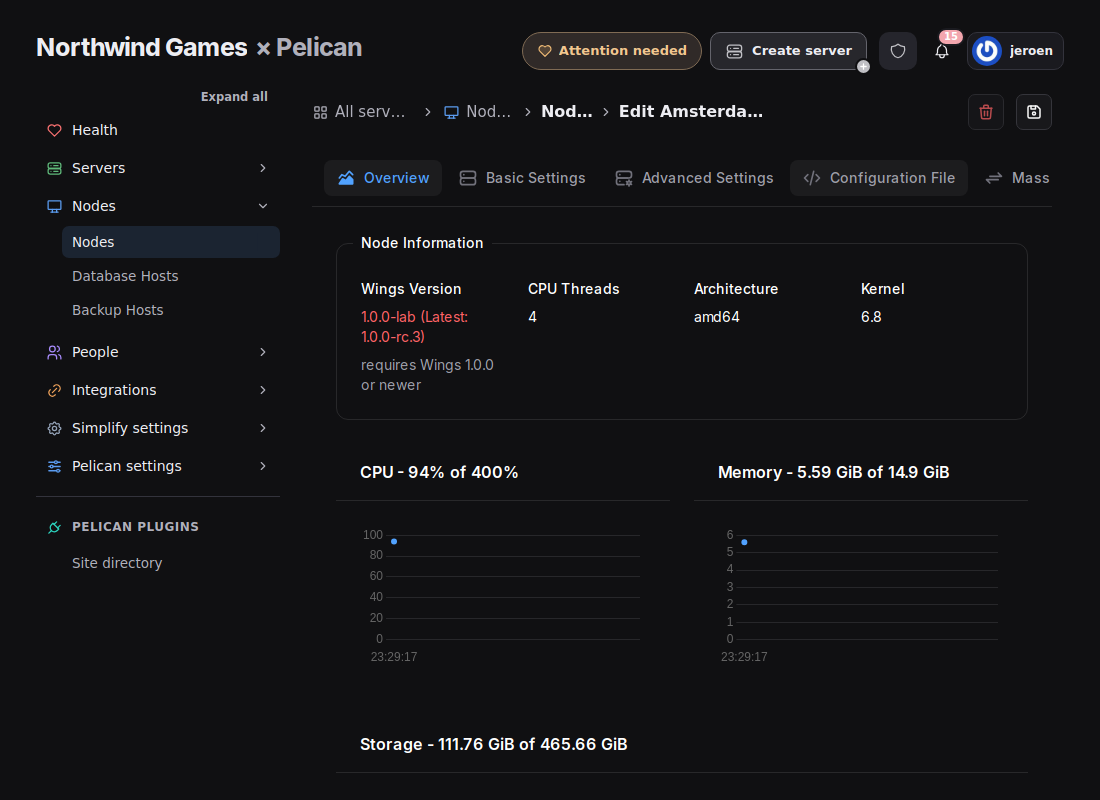 Northwind Games × Pelican
Attention needed
Create server
15
jeroen
Expand all
Health
Servers
Nodes
Nodes
Database Hosts
Backup Hosts
People
Integrations
Simplify settings
Pelican settings
PELICAN PLUGINS
Site directory
All serv... > Nod... > Nod... > Edit Amsterda...
Overview
Basic Settings
Advanced Settings
Configuration File
Mass
Node Information
Wings Version
1.0.0-lab (Latest:
1.0.0-rc.3)
requires Wings 1.0.0
or newer
CPU Threads
4
Architecture
amd64
Kernel
6.8
CPU - 94% of 400%
100
80
60
40
20
0
23:29:17
Memory - 5.59 GiB of 14.9 GiB
6
5
4
3
2
1
0
23:29:17
Storage - 111.76 GiB of 465.66 GiB